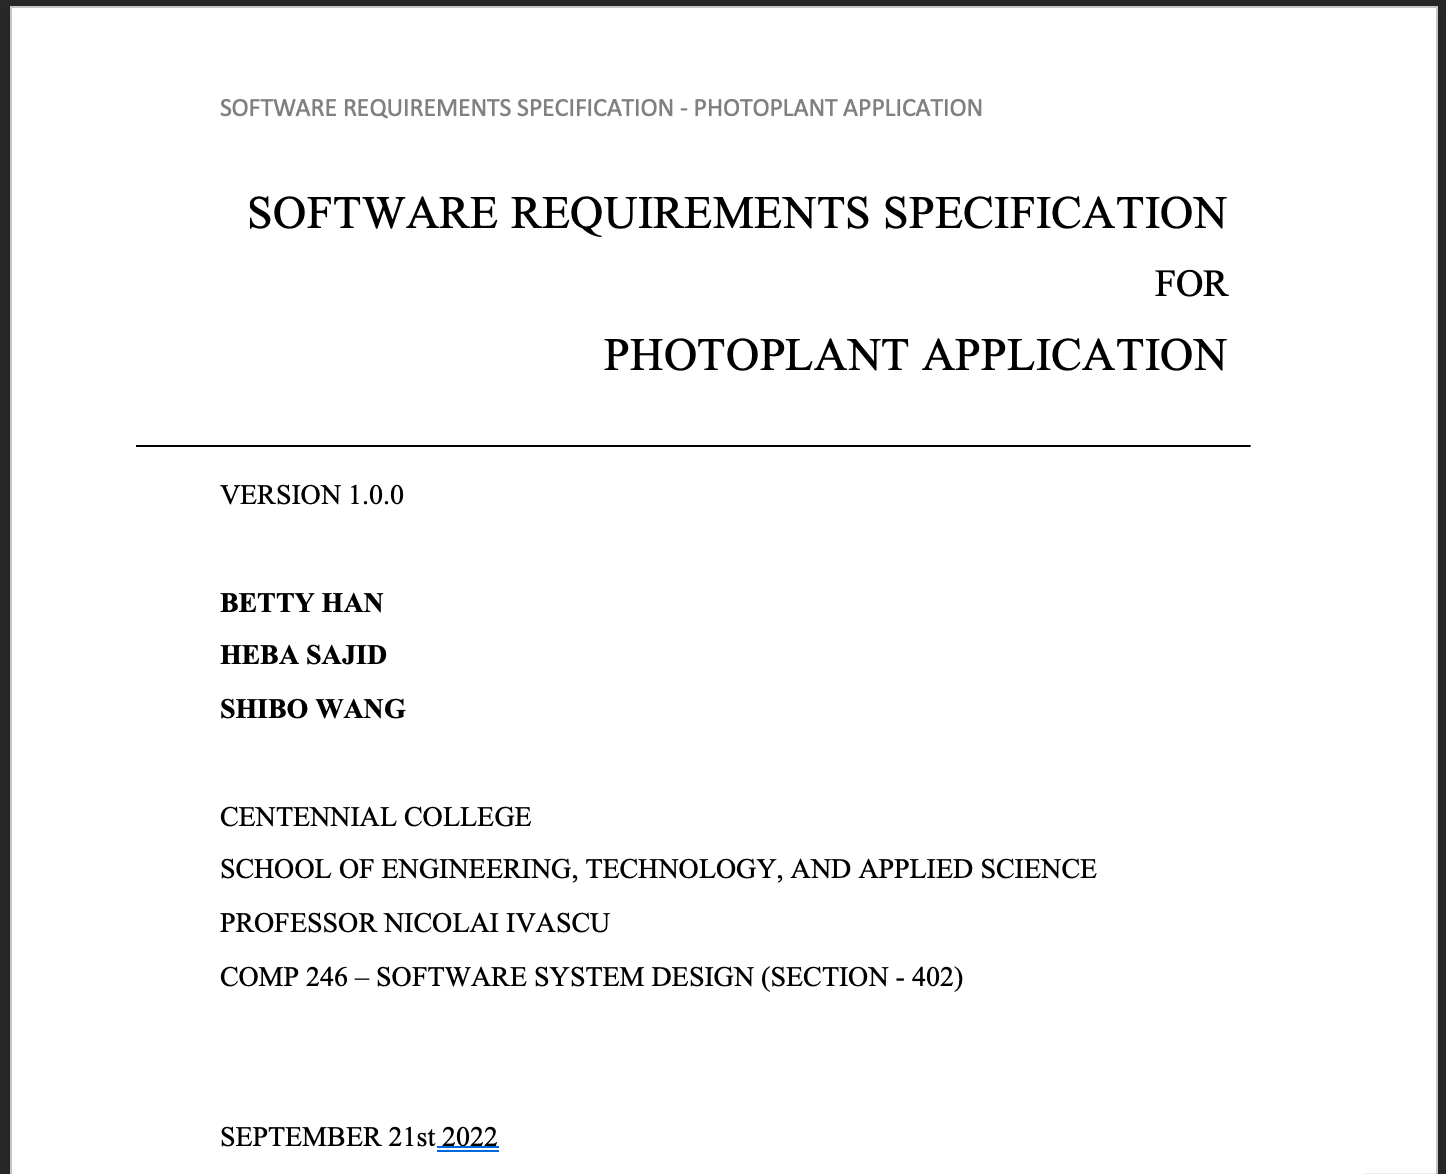 SOFTWARE REQUIREMENTS SPECIFICATION - PHOTOPLANT APPLICATION
SOFTWARE REQUIREMENTS SPECIFICATION
FOR
PHOTOPLANT APPLICATION
VERSION 1.0.0
BETTY HAN
HEBA SAJID
SHIBO WANG
CENTENNIAL COLLEGE
SCHOOL OF ENGINEERING, TECHNOLOGY, AND APPLIED SCIENCE
PROFESSOR NICOLAI IVASCU
COMP 246 – SOFTWARE SYSTEM DESIGN (SECTION - 402)
SEPTEMBER 21st 2022